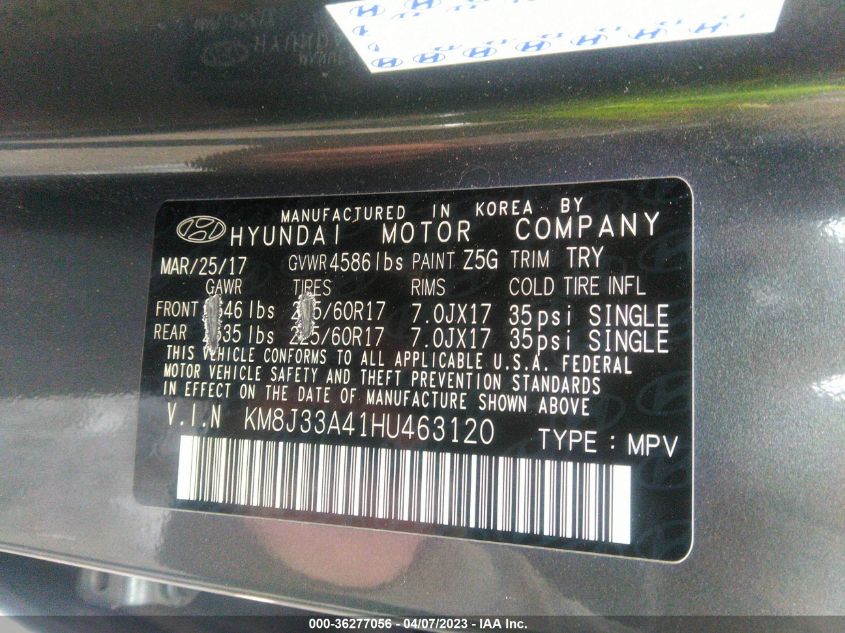 MANUFACTURED IN KOREA BY
HYUNDAI MOTOR COMPANY
MAR/25/17 GVWR 4586lbs PAINT Z5G TRIM TRY
GAWR TIRES RIMS COLD TIRE INFL
FRONT lbs /60R17 7.0JX17 35psi SINGLE
REAR lbs 225/60R17 7.0JX17 35psi SINGLE
THIS VEHICLE CONFORMS TO ALL APPLICABLE U.S.A. FEDERAL
MOTOR VEHICLE SAFETY AND THEFT PREVENTION STANDARDS
IN EFFECT ON THE DATE OF MANUFACTURE SHOWN ABOVE
V.I.N KM8J33A41HU463120 TYPE : MPV
000-36277056 - 04/07/2023 - IAA Inc.